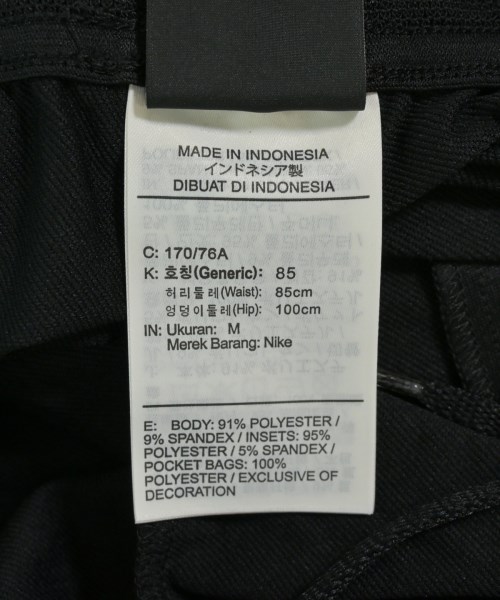 MADE IN INDONESIA
インドネシア製
DIBUAT DI INDONESIA
C: 170/76A
K: 호칭(Generic): 85
허리둘레(Waist): 85cm
엉덩이둘레(Hip): 100cm
IN: Ukuran: M
Merek Barang: Nike
E: BODY: 91% POLYESTER /
9% SPANDEX / INSETS: 95%
POLYESTER / 5% SPANDEX /
POCKET BAGS: 100%
POLYESTER / EXCLUSIVE OF
DECORATION